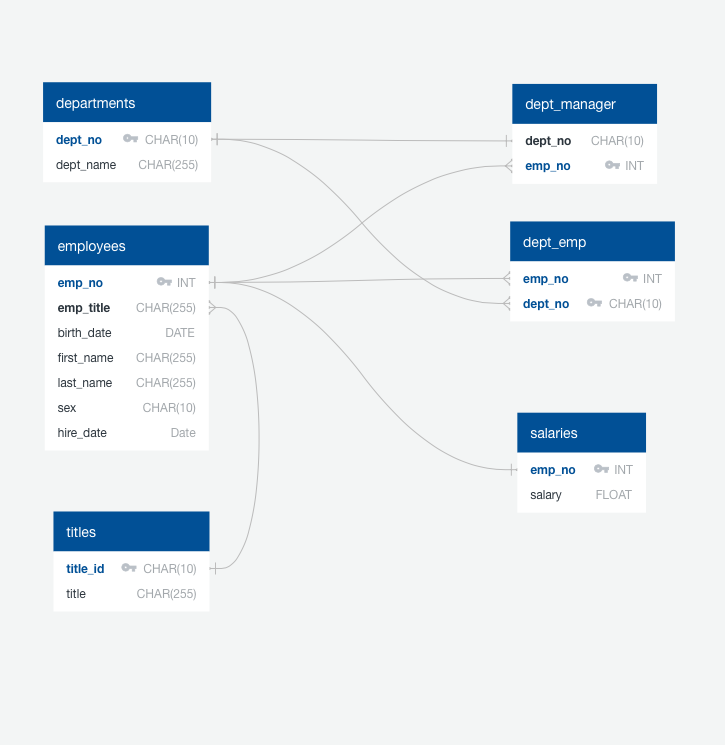 departments
dept_no CHAR(10)
dept_name CHAR(255)
employees
emp_no INT
emp_title CHAR(255)
birth_date DATE
first_name CHAR(255)
last_name CHAR(255)
sex CHAR(10)
hire_date Date
titles
title_id CHAR(10)
title CHAR(255)
dept_manager
dept_no CHAR(10)
emp_no INT
dept_emp
emp_no INT
dept_no CHAR(10)
salaries
emp_no INT
salary FLOAT